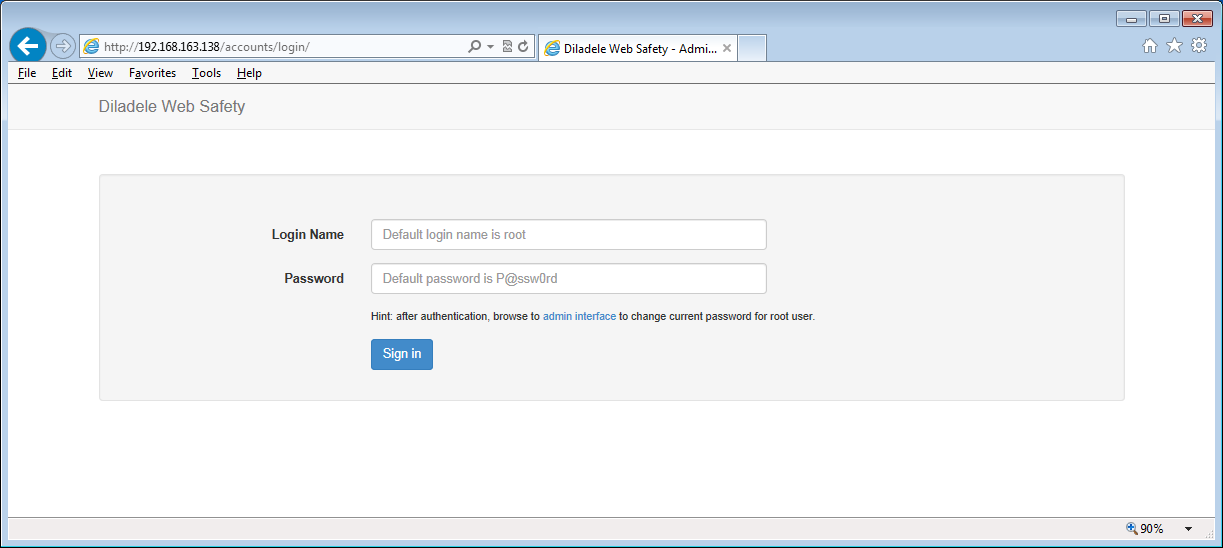 http://192.168.163.138/accounts/login/
Diladele Web Safety - Admi...
File Edit View Favorites Tools Help
Diladele Web Safety
Login Name
Default login name is root
Password
Default password is P@ssw0rd
Hint: after authentication, browse to admin interface to change current password for root user.
Sign in
90%